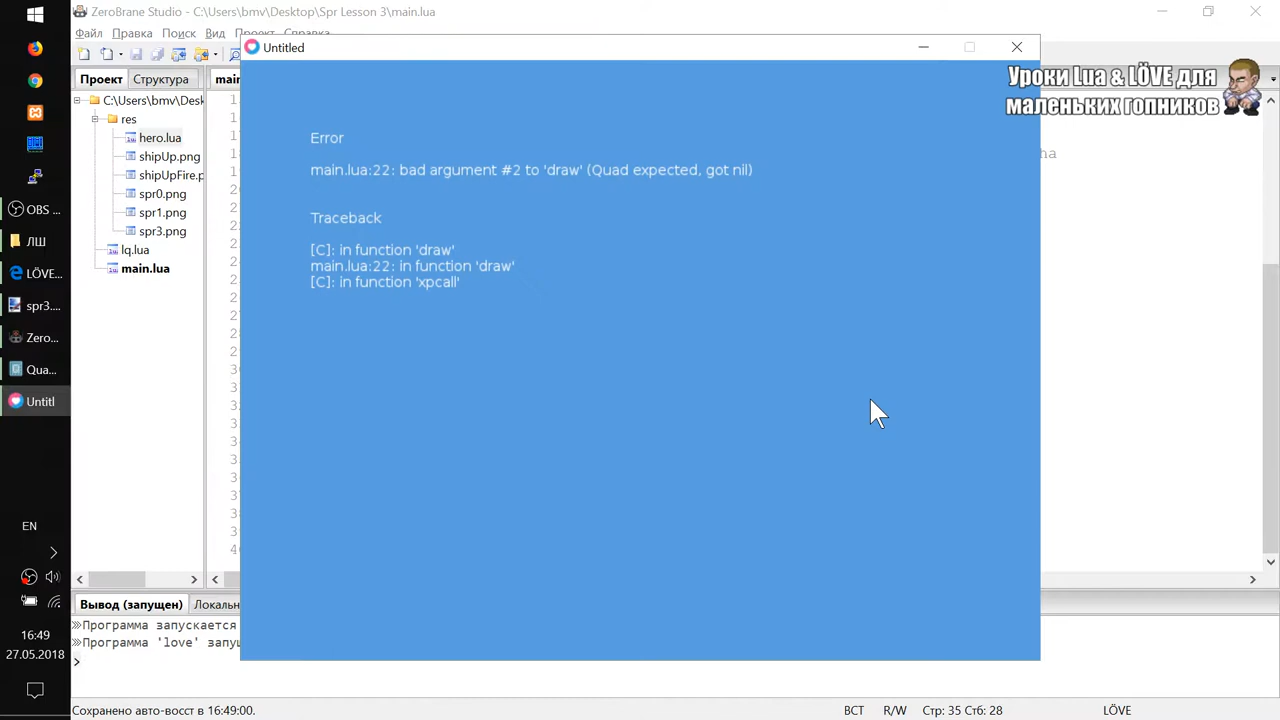 ZeroBrane Studio - C:\Users\bmv\Desktop\Spr Lesson 3\main.lua
Файл Правка Поиск Вид Проект Справка
Untitled
Уроки Lua & LÖVE для
маленьких гопников
Проект Структура
C:\Users\bmv\Desk
res
hero.lua
shipUp.png
shipUpFire.p
spr0.png
spr1.png
spr3.png
lq.lua
main.lua
Error
main.lua:22: bad argument #2 to 'draw' (Quad expected, got nil)
Traceback
[C]: in function 'draw'
main.lua:22: in function 'draw'
[C]: in function 'xpcall'
OBS ...
ЛШ
LÖVE...
spr3....
Zero...
Qua...
Untitl
EN
16:49
27.05.2018
Вывод (запущен) Локальн
Программа запускается
Программа 'love' запу
>
Сохранено авто-восст в 16:49:00.
ВСТ R/W Стр: 35 Стб: 28 LÖVE